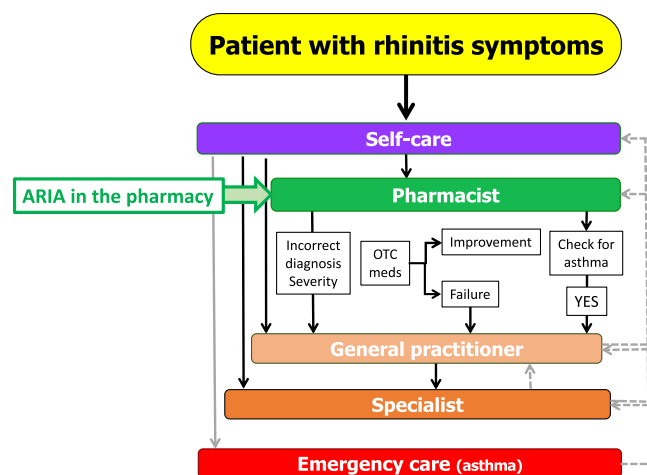 Patient with rhinitis symptoms
Self-care
ARIA in the pharmacy
Pharmacist
Incorrect
diagnosis
Severity
OTC
meds
Improvement
Failure
Check for
asthma
YES
General practitioner
Specialist
Emergency care (asthma)